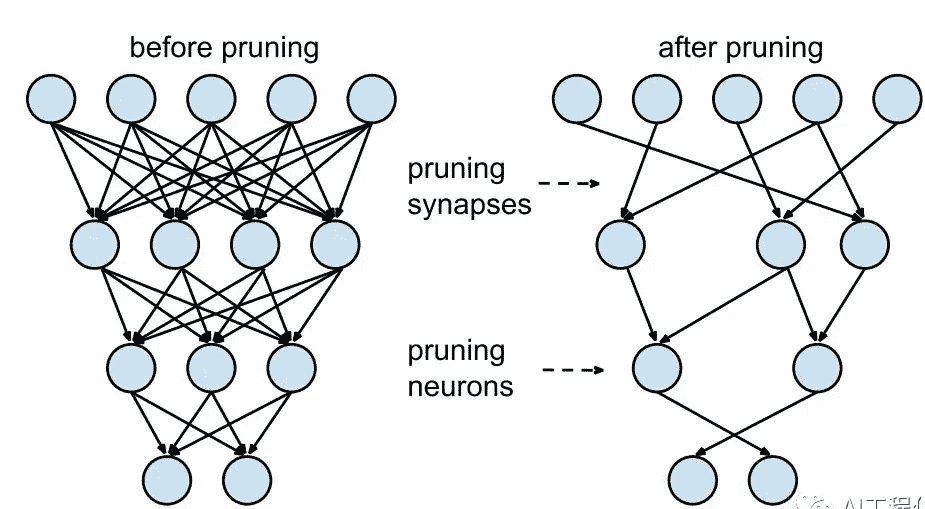 before pruning
after pruning
pruning
synapses
pruning
neurons